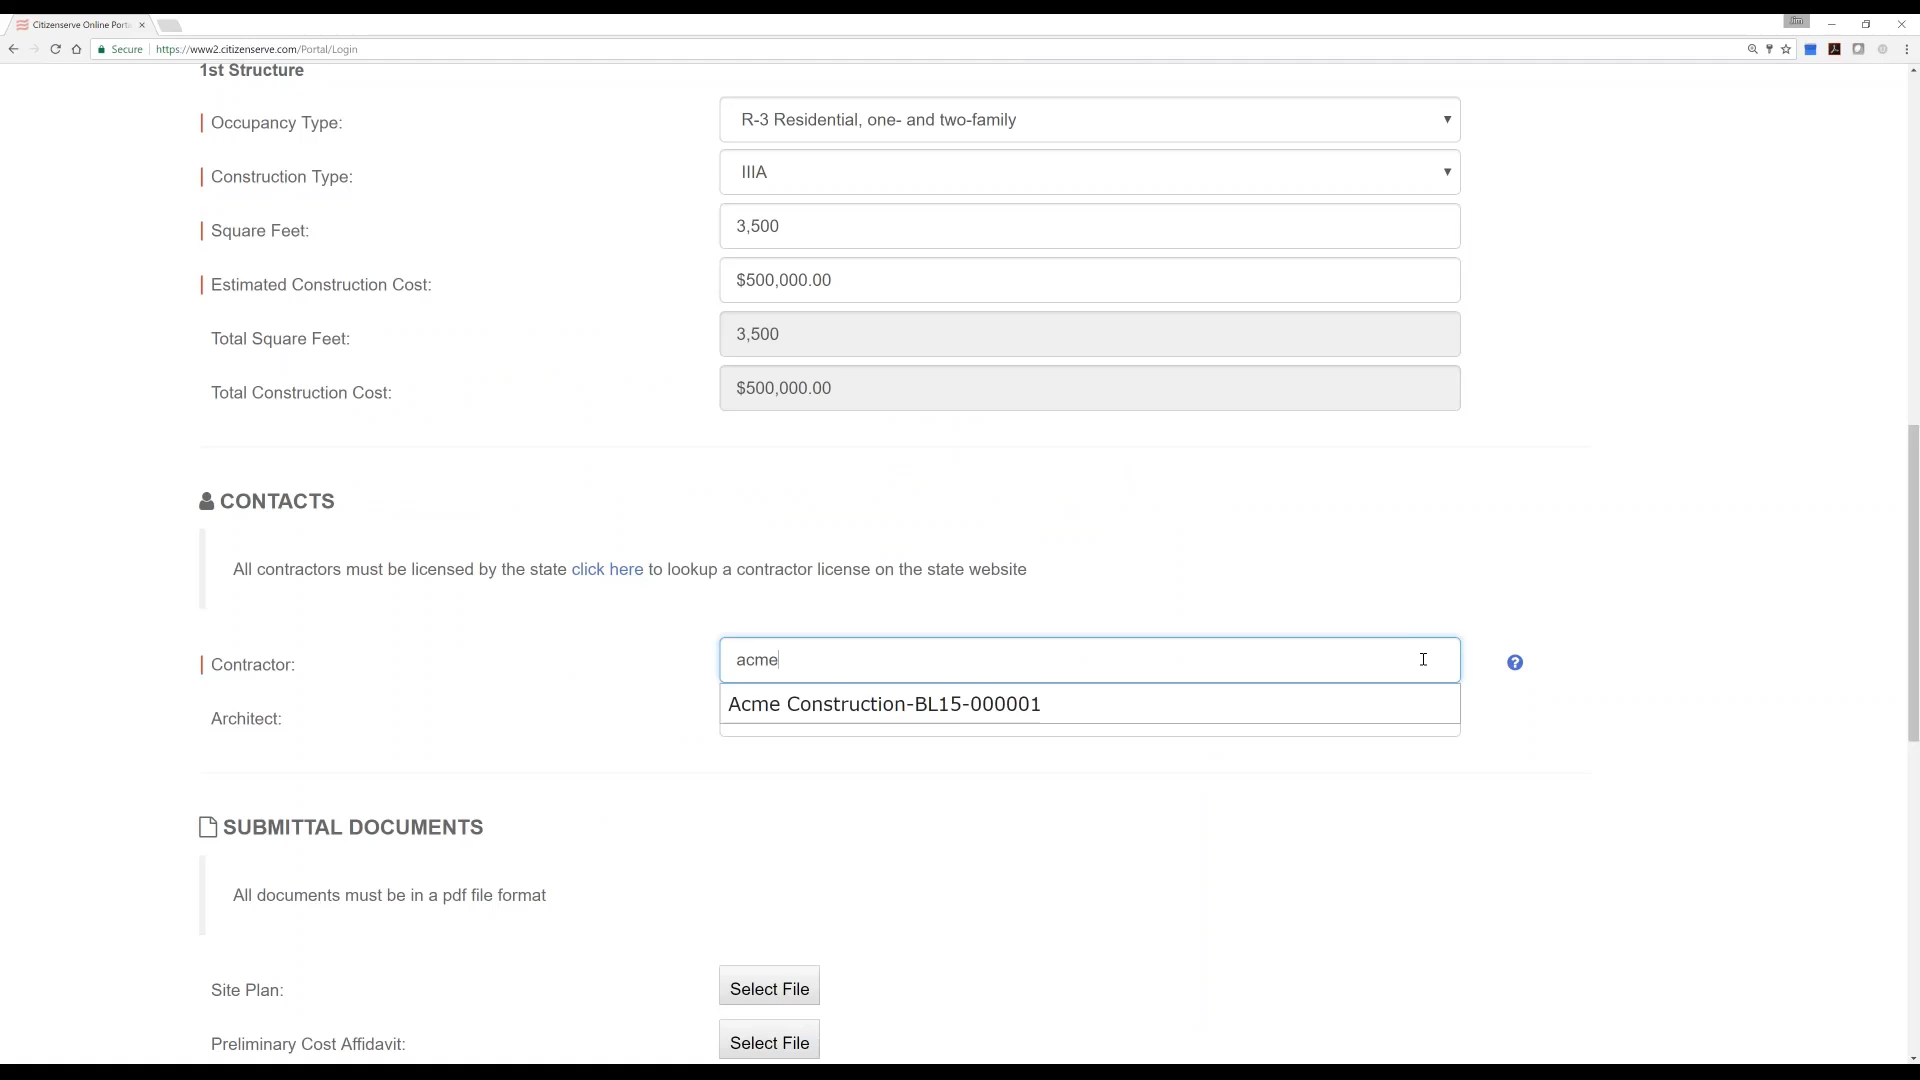 Citizenserve Online Porta
Jim
Secure https://www2.citizenserve.com/Portal/Login
1st Structure
Occupancy Type: R-3 Residential, one- and two-family
Construction Type: IIIA
Square Feet: 3,500
Estimated Construction Cost: $500,000.00
Total Square Feet: 3,500
Total Construction Cost: $500,000.00
CONTACTS
All contractors must be licensed by the state click here to lookup a contractor license on the state website
Contractor: acme
Acme Construction-BL15-000001
Architect:
SUBMITTAL DOCUMENTS
All documents must be in a pdf file format
Site Plan: Select File
Preliminary Cost Affidavit: Select File